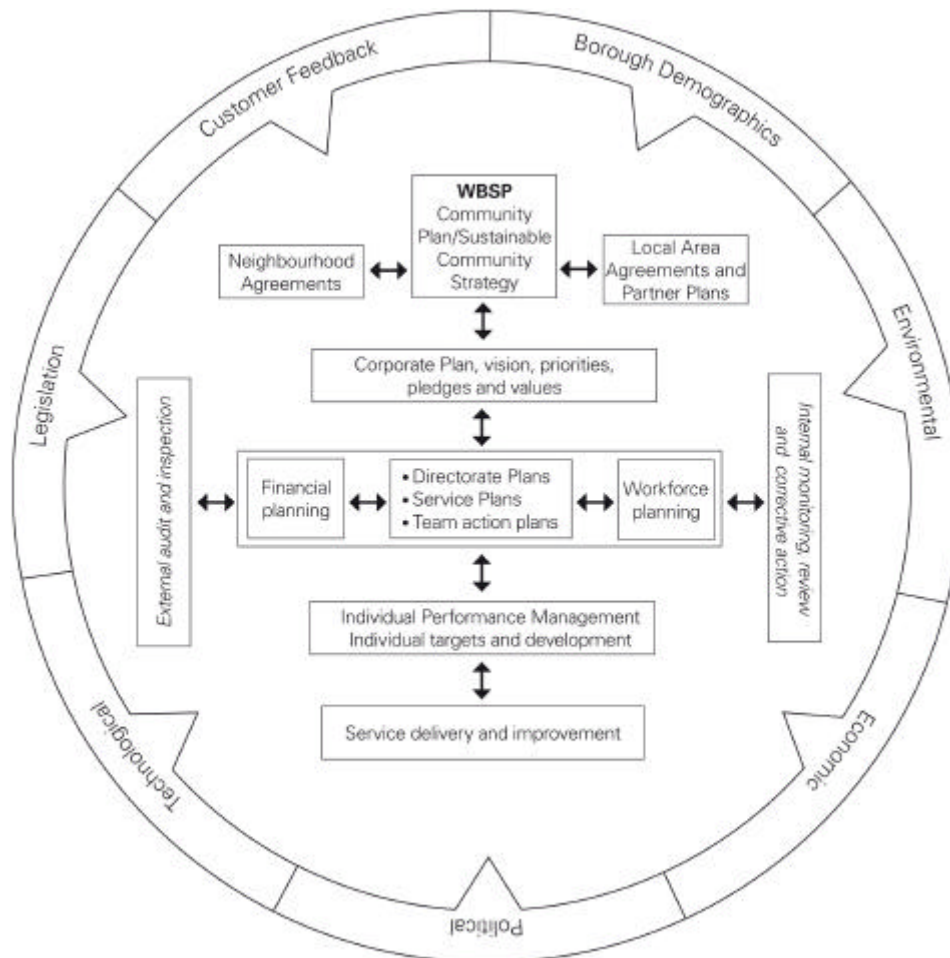 Customer Feedback
Borough Demographics
WBSP
Community
Plan/Sustainable
Community
Strategy
Neighbourhood
Agreements
Local Area
Agreements and
Partner Plans
Legislation
Environmental
Corporate Plan, vision, priorities,
pledges and values
External audit and inspection
Financial
planning
• Directorate Plans
• Service Plans
• Team action plans
Workforce
planning
Internal monitoring, review
and corrective action
Individual Performance Management
Individual targets and development
Service delivery and improvement
Technological
Economic
Political